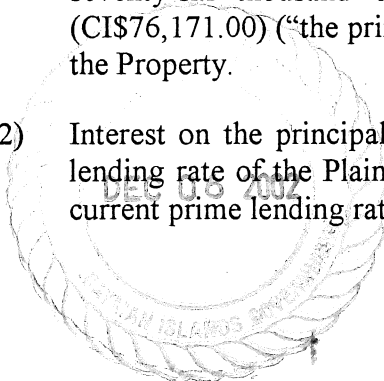 (CI$76,171.00) (“the pri
the Property.
2) Interest on the principal
lending rate of the Plain
DEC 06 2002
current prime lending rat
CAYMAN ISLANDS GOVERNMENT